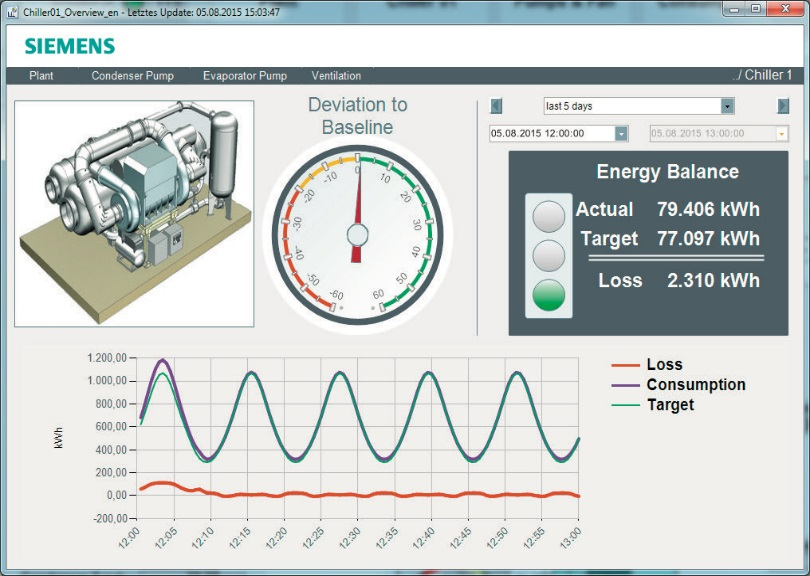 Chiller01_Overview_en - Letztes Update: 05.08.2015 15:03:47
SIEMENS
Plant Condenser Pump Evaporator Pump Ventilation ../ Chiller 1
Deviation to
Baseline
-60 -50 -40 -30 -20 -10 0 10 20 30 40 50 60
last 5 days
05.08.2015 12:00:00 05.08.2015 13:00:00
Energy Balance
Actual 79.406 kWh
Target 77.097 kWh
Loss 2.310 kWh
kWh
1.200,00
1.000,00
800,00
600,00
400,00
200,00
0,00
-200,00
12:00 12:05 12:10 12:15 12:20 12:25 12:30 12:35 12:40 12:45 12:50 12:55 13:00
Loss
Consumption
Target